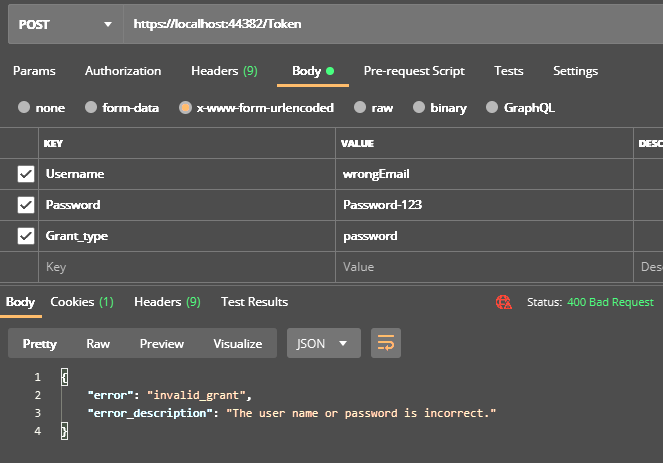 POST https://localhost:44382/Token
Params Authorization Headers (9) Body Pre-request Script Tests Settings
none form-data x-www-form-urlencoded raw binary GraphQL
KEY VALUE DESC
Username wrongEmail
Password Password-123
Grant_type password
Key Value Desc
Body Cookies (1) Headers (9) Test Results Status: 400 Bad Request
Pretty Raw Preview Visualize JSON
1 {
2 "error": "invalid_grant",
3 "error_description": "The user name or password is incorrect."
4 }